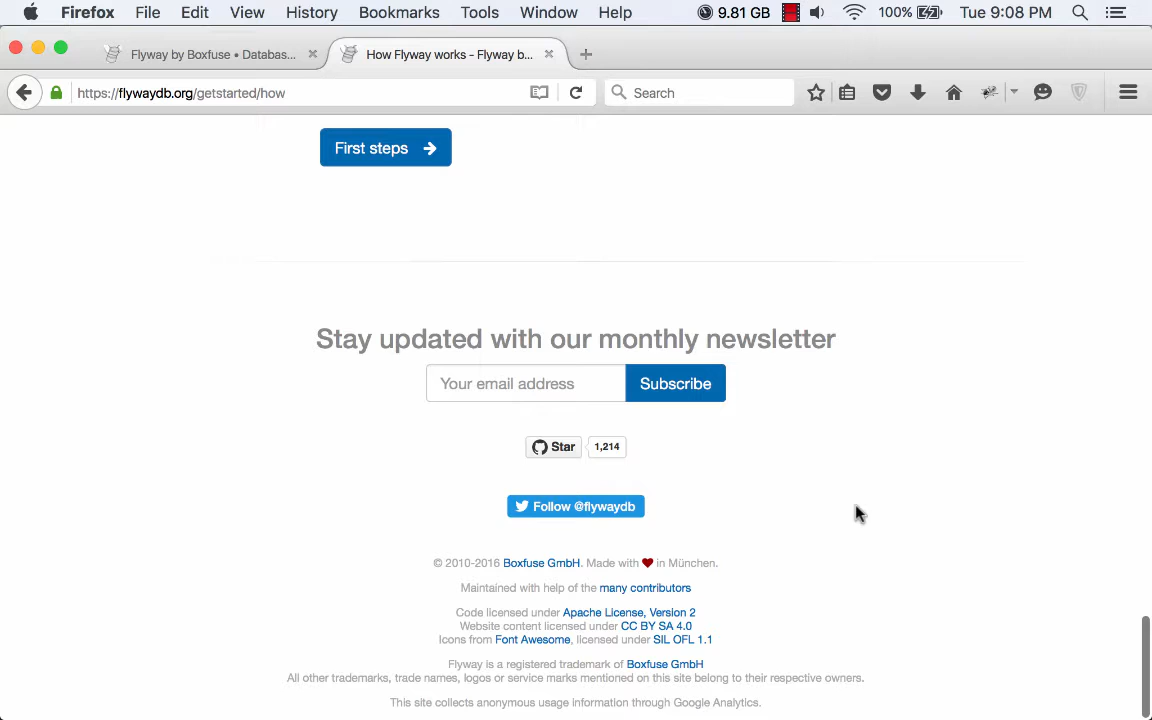 Firefox File Edit View History Bookmarks Tools Window Help 9.81 GB 100% Tue 9:08 PM
Flyway by Boxfuse • Databas... How Flyway works - Flyway b...
https://flywaydb.org/getstarted/how Search
First steps
Stay updated with our monthly newsletter
Your email address Subscribe
Star 1,214
Follow @flywaydb
© 2010-2016 Boxfuse GmbH. Made with in München.
Maintained with help of the many contributors
Code licensed under Apache License, Version 2
Website content licensed under CC BY SA 4.0
Icons from Font Awesome, licensed under SIL OFL 1.1
Flyway is a registered trademark of Boxfuse GmbH
All other trademarks, trade names, logos or service marks mentioned on this site belong to their respective owners.
This site collects anonymous usage information through Google Analytics.